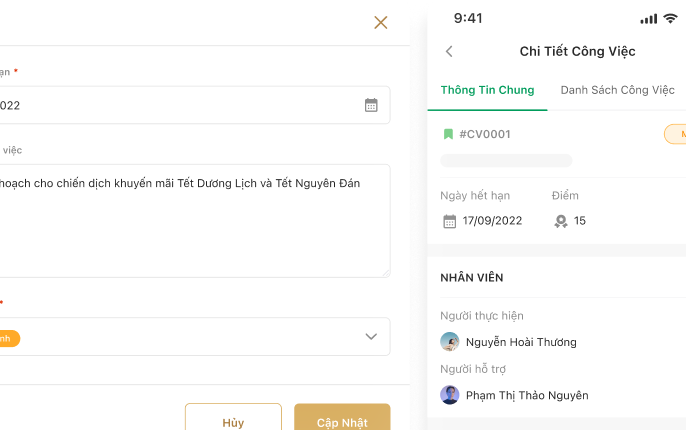 ạn *
022
việc
hoạch cho chiến dịch khuyến mãi Tết Dương Lịch và Tết Nguyên Đán
*
nh
Hủy
Cập Nhật
9:41
Chi Tiết Công Việc
Thông Tin Chung
Danh Sách Công Việc
#CV0001
M
Ngày hết hạn
Điểm
17/09/2022
15
NHÂN VIÊN
Người thực hiện
Nguyễn Hoài Thương
Người hỗ trợ
Phạm Thị Thảo Nguyên